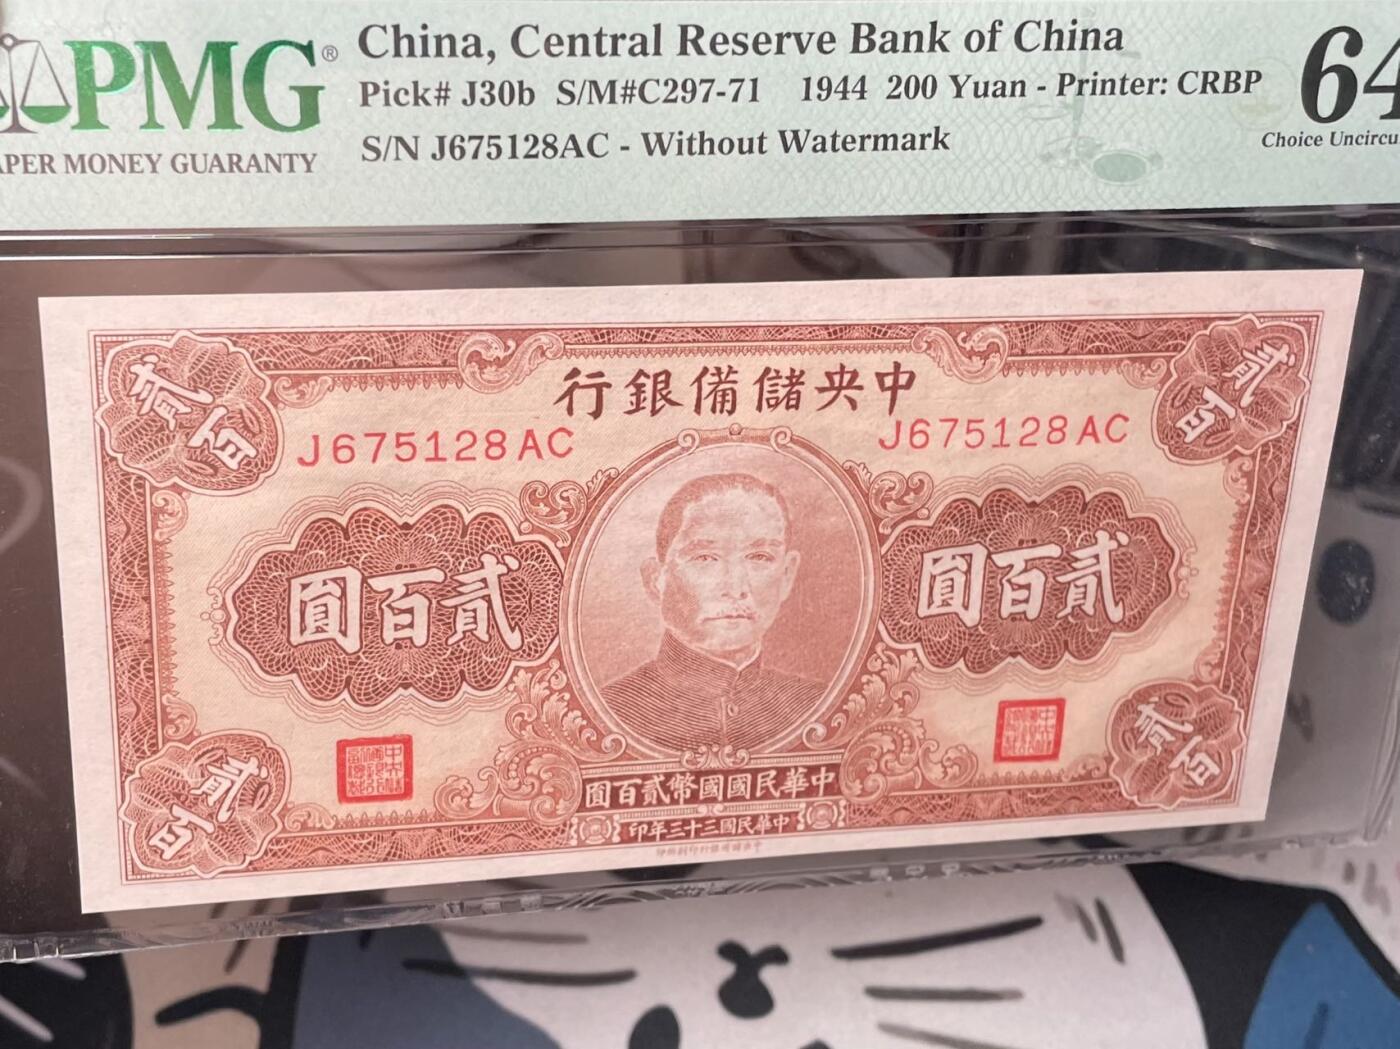 PMG®
PAPER MONEY GUARANTY
China, Central Reserve Bank of China
Pick# J30b S/M#C297-71 1944 200 Yuan - Printer: CRBP
S/N J675128AC - Without Watermark
64
Choice Uncircu
貳百
貳百
行銀備儲央中
J675128AC
J675128AC
圓百貳
圓百貳
圓百貳幣國國民華中
印年三十三國民華中
貳百
貳百